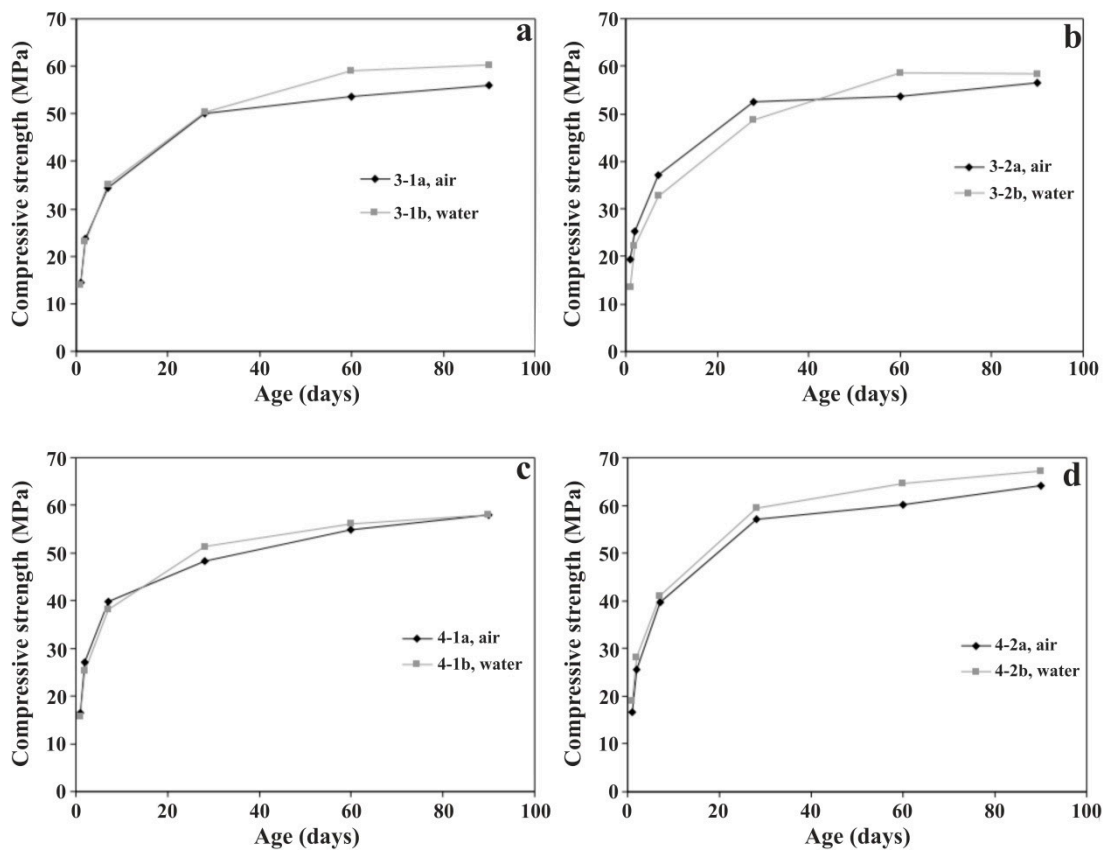 a
70
60
50
40
30
20
10
0
Compressive strength (MPa)
3-1a, air
3-1b, water
0 20 40 60 80 100
Age (days)
b
70
60
50
40
30
20
10
0
Compressive strength (MPa)
3-2a, air
3-2b, water
0 20 40 60 80 100
Age (days)
c
70
60
50
40
30
20
10
0
Compressive strength (MPa)
4-1a, air
4-1b, water
0 20 40 60 80 100
Age (days)
d
70
60
50
40
30
20
10
0
Compressive strength (MPa)
4-2a, air
4-2b, water
0 20 40 60 80 100
Age (days)